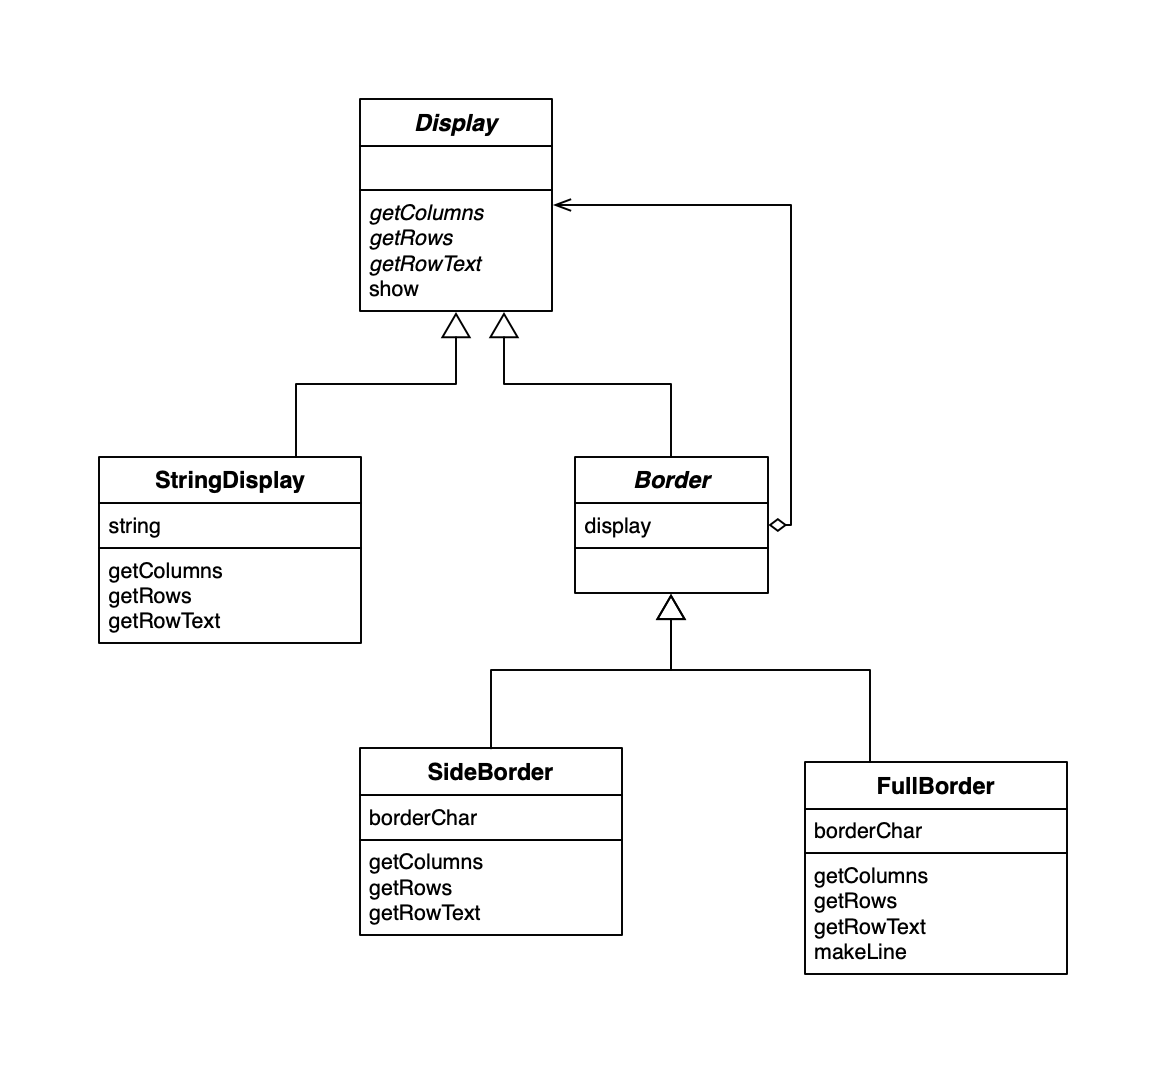 Display
getColumns
getRows
getRowText
show
StringDisplay
string
getColumns
getRows
getRowText
Border
display
SideBorder
borderChar
getColumns
getRows
getRowText
FullBorder
borderChar
getColumns
getRows
getRowText
makeLine